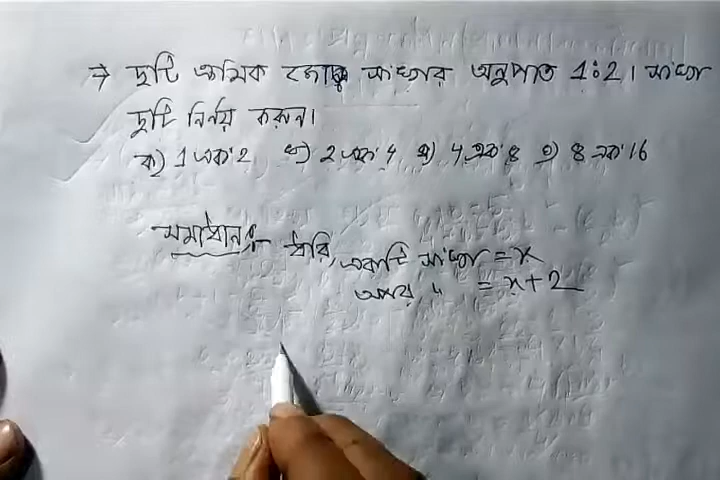 ⇒ দুটি ক্রমিক জোড় সংখ্যার অনুপাত 1:2। সংখ্যা
দুটি নির্ণয় করুন।
ক) 1 এবং 2 খ) 2 এবং 4 গ) 4 এবং 8 ঘ) 8 এবং 16
সমাধানঃ- ধরি, একটি সংখ্যা = x
অপর " = x+2